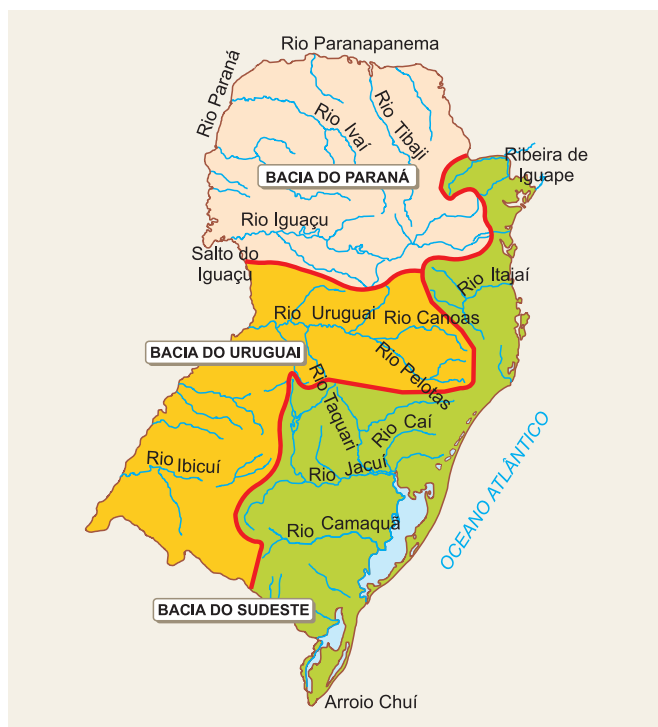 Rio Paranapanema
Rio Paraná
Rio Ivaí
Rio Tibaji
Ribeira de
Iguape
BACIA DO PARANÁ
Rio Iguaçu
Salto do
Iguaçu
Rio Itajaí
Rio Uruguai
Rio Canoas
BACIA DO URUGUAI
Rio Pelotas
Rio Taquari
Rio Caí
Rio Ibicuí
Rio Jacuí
OCEANO ATLÂNTICO
Rio Camaquã
BACIA DO SUDESTE
Arroio Chuí